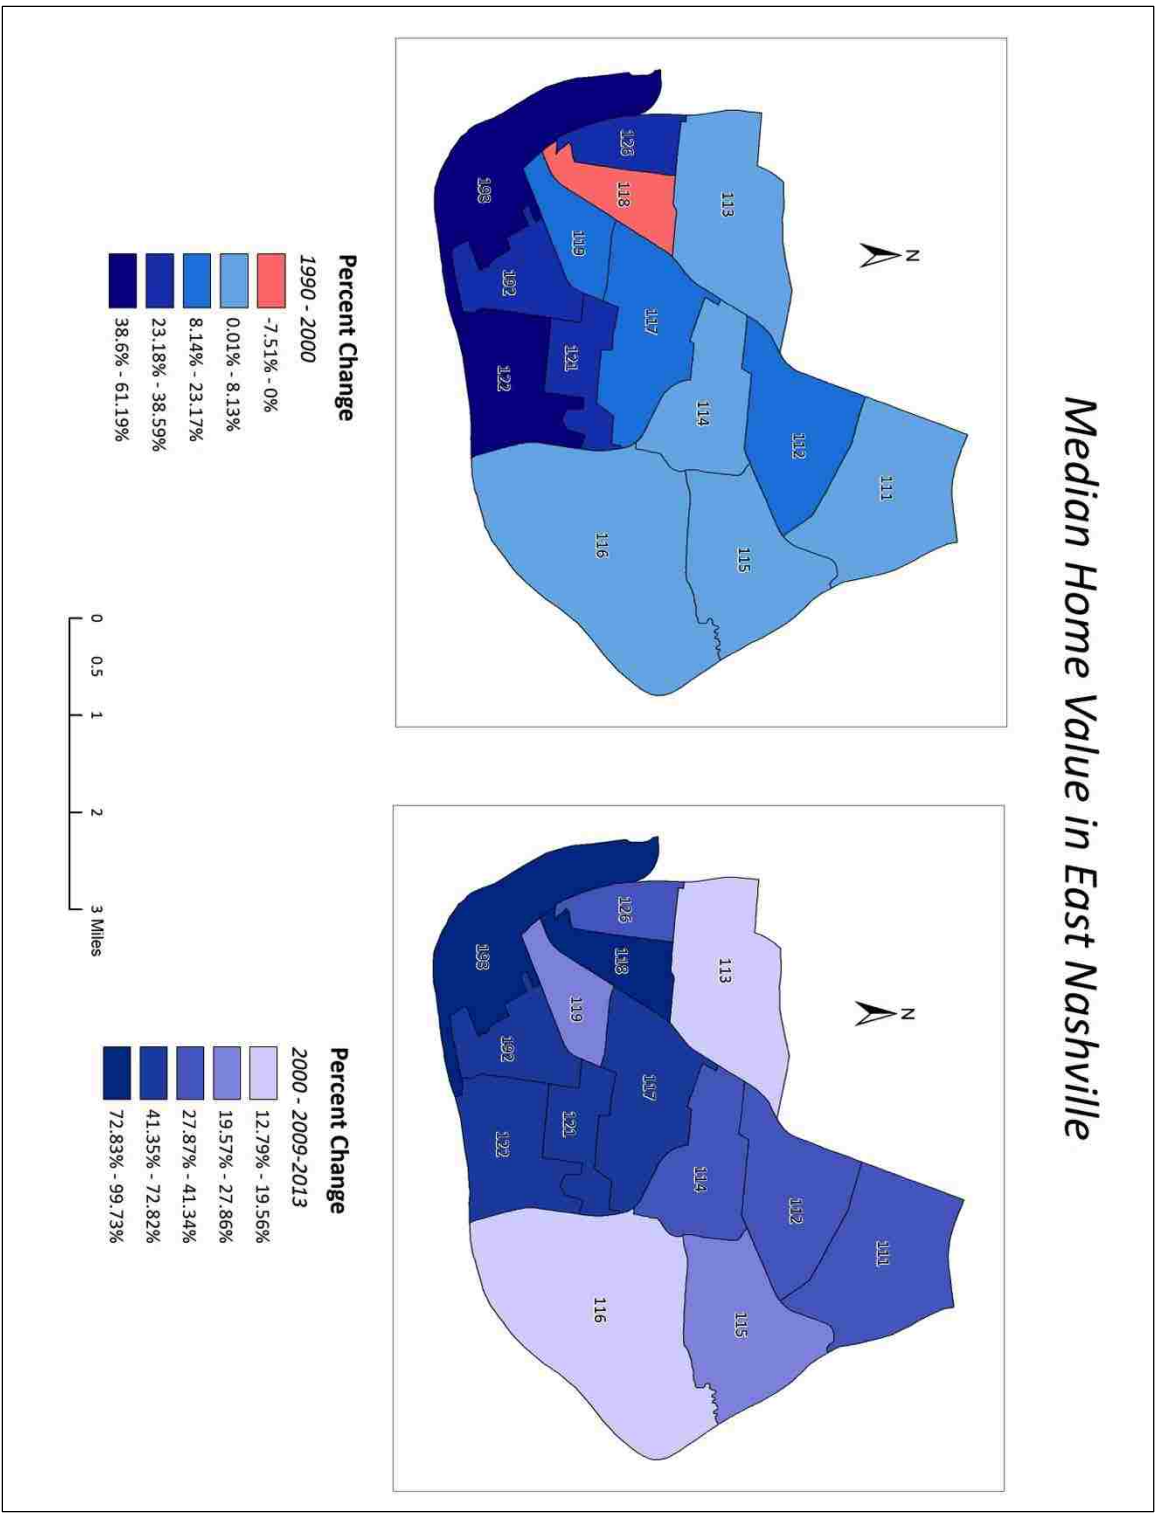 Median Home Value in East Nashville
N
111
112
113
114
115
116
117
118
119
121
122
126
192
193
N
111
112
113
114
115
116
117
118
119
121
122
126
192
193
Percent Change
1990 - 2000
-7.51% - 0%
0.01% - 8.13%
8.14% - 23.17%
23.18% - 38.59%
38.6% - 61.19%
Percent Change
2000 - 2009-2013
12.79% - 19.56%
19.57% - 27.86%
27.87% - 41.34%
41.35% - 72.82%
72.83% - 99.73%
0 0.5 1 2 3 Miles